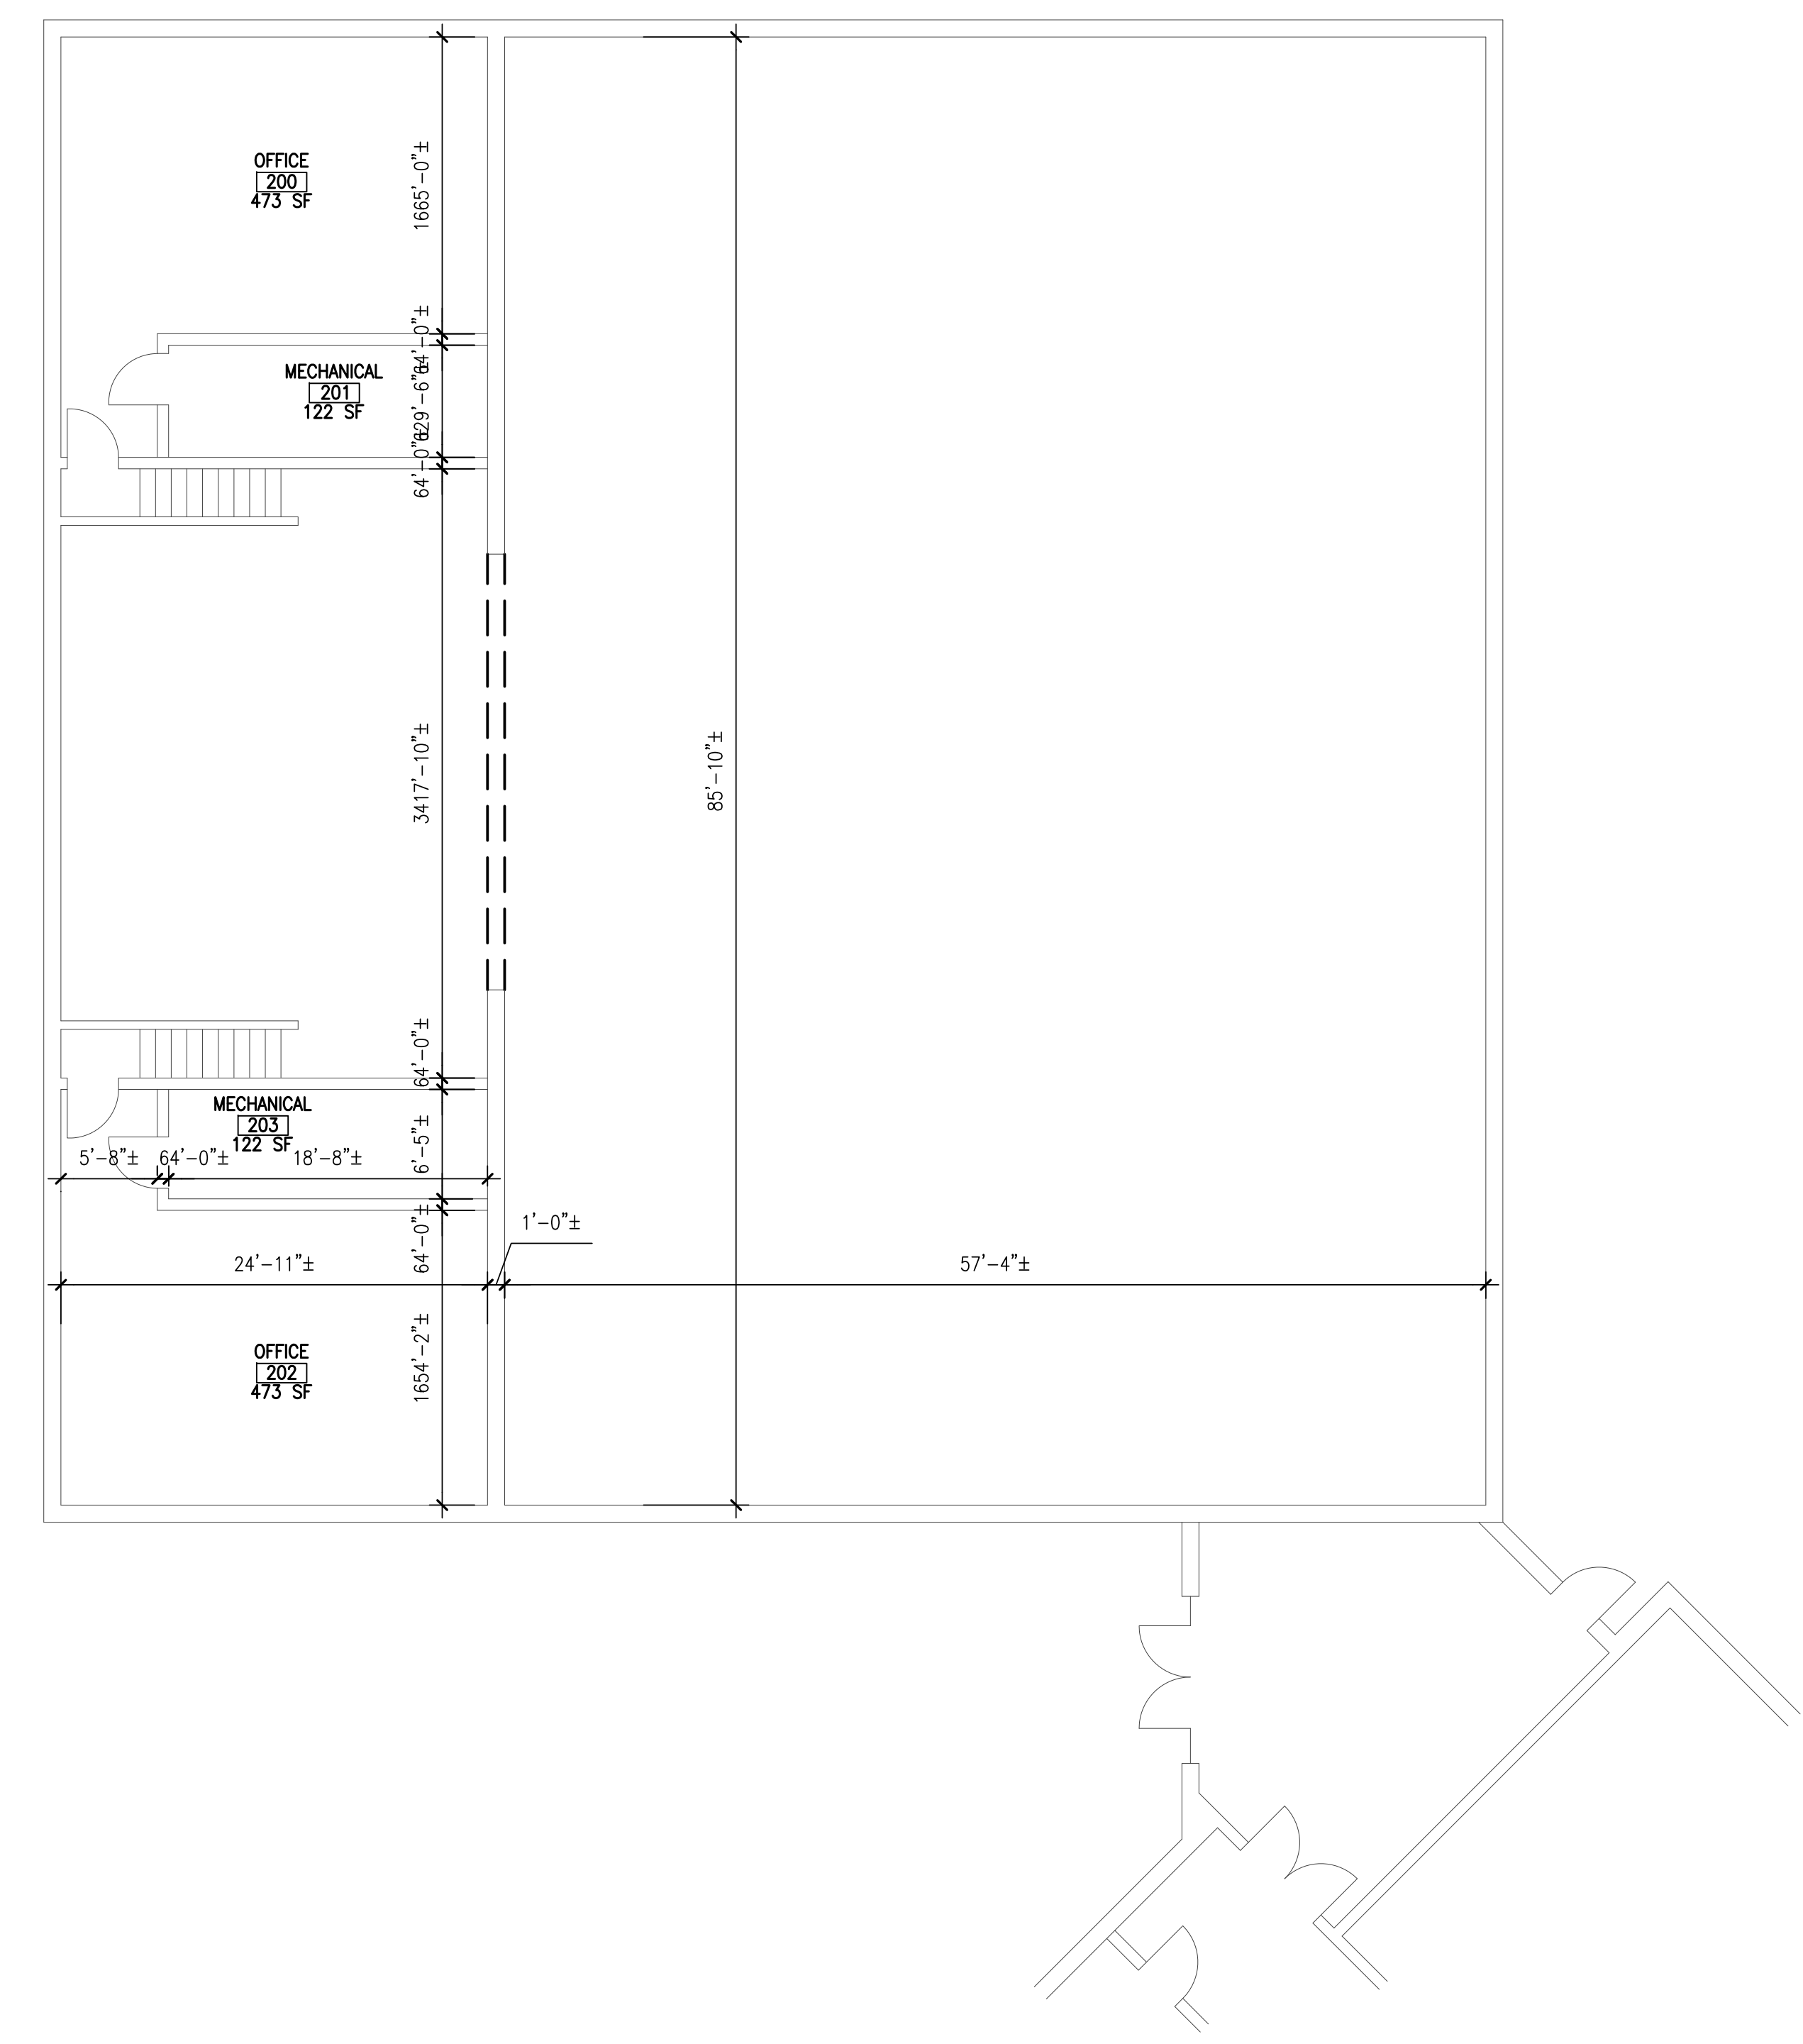 OFFICE
200
473 SF
1665'-0"±
64'-0"±
MECHANICAL
201
122 SF
629'-6"±
64'-0"±
3417'-10"±
85'-10"±
64'-0"±
MECHANICAL
203
122 SF
6'-5"±
5'-8"±
64'-0"±
18'-8"±
64'-0"±
1'-0"±
24'-11"±
57'-4"±
OFFICE
202
473 SF
1654'-2"±